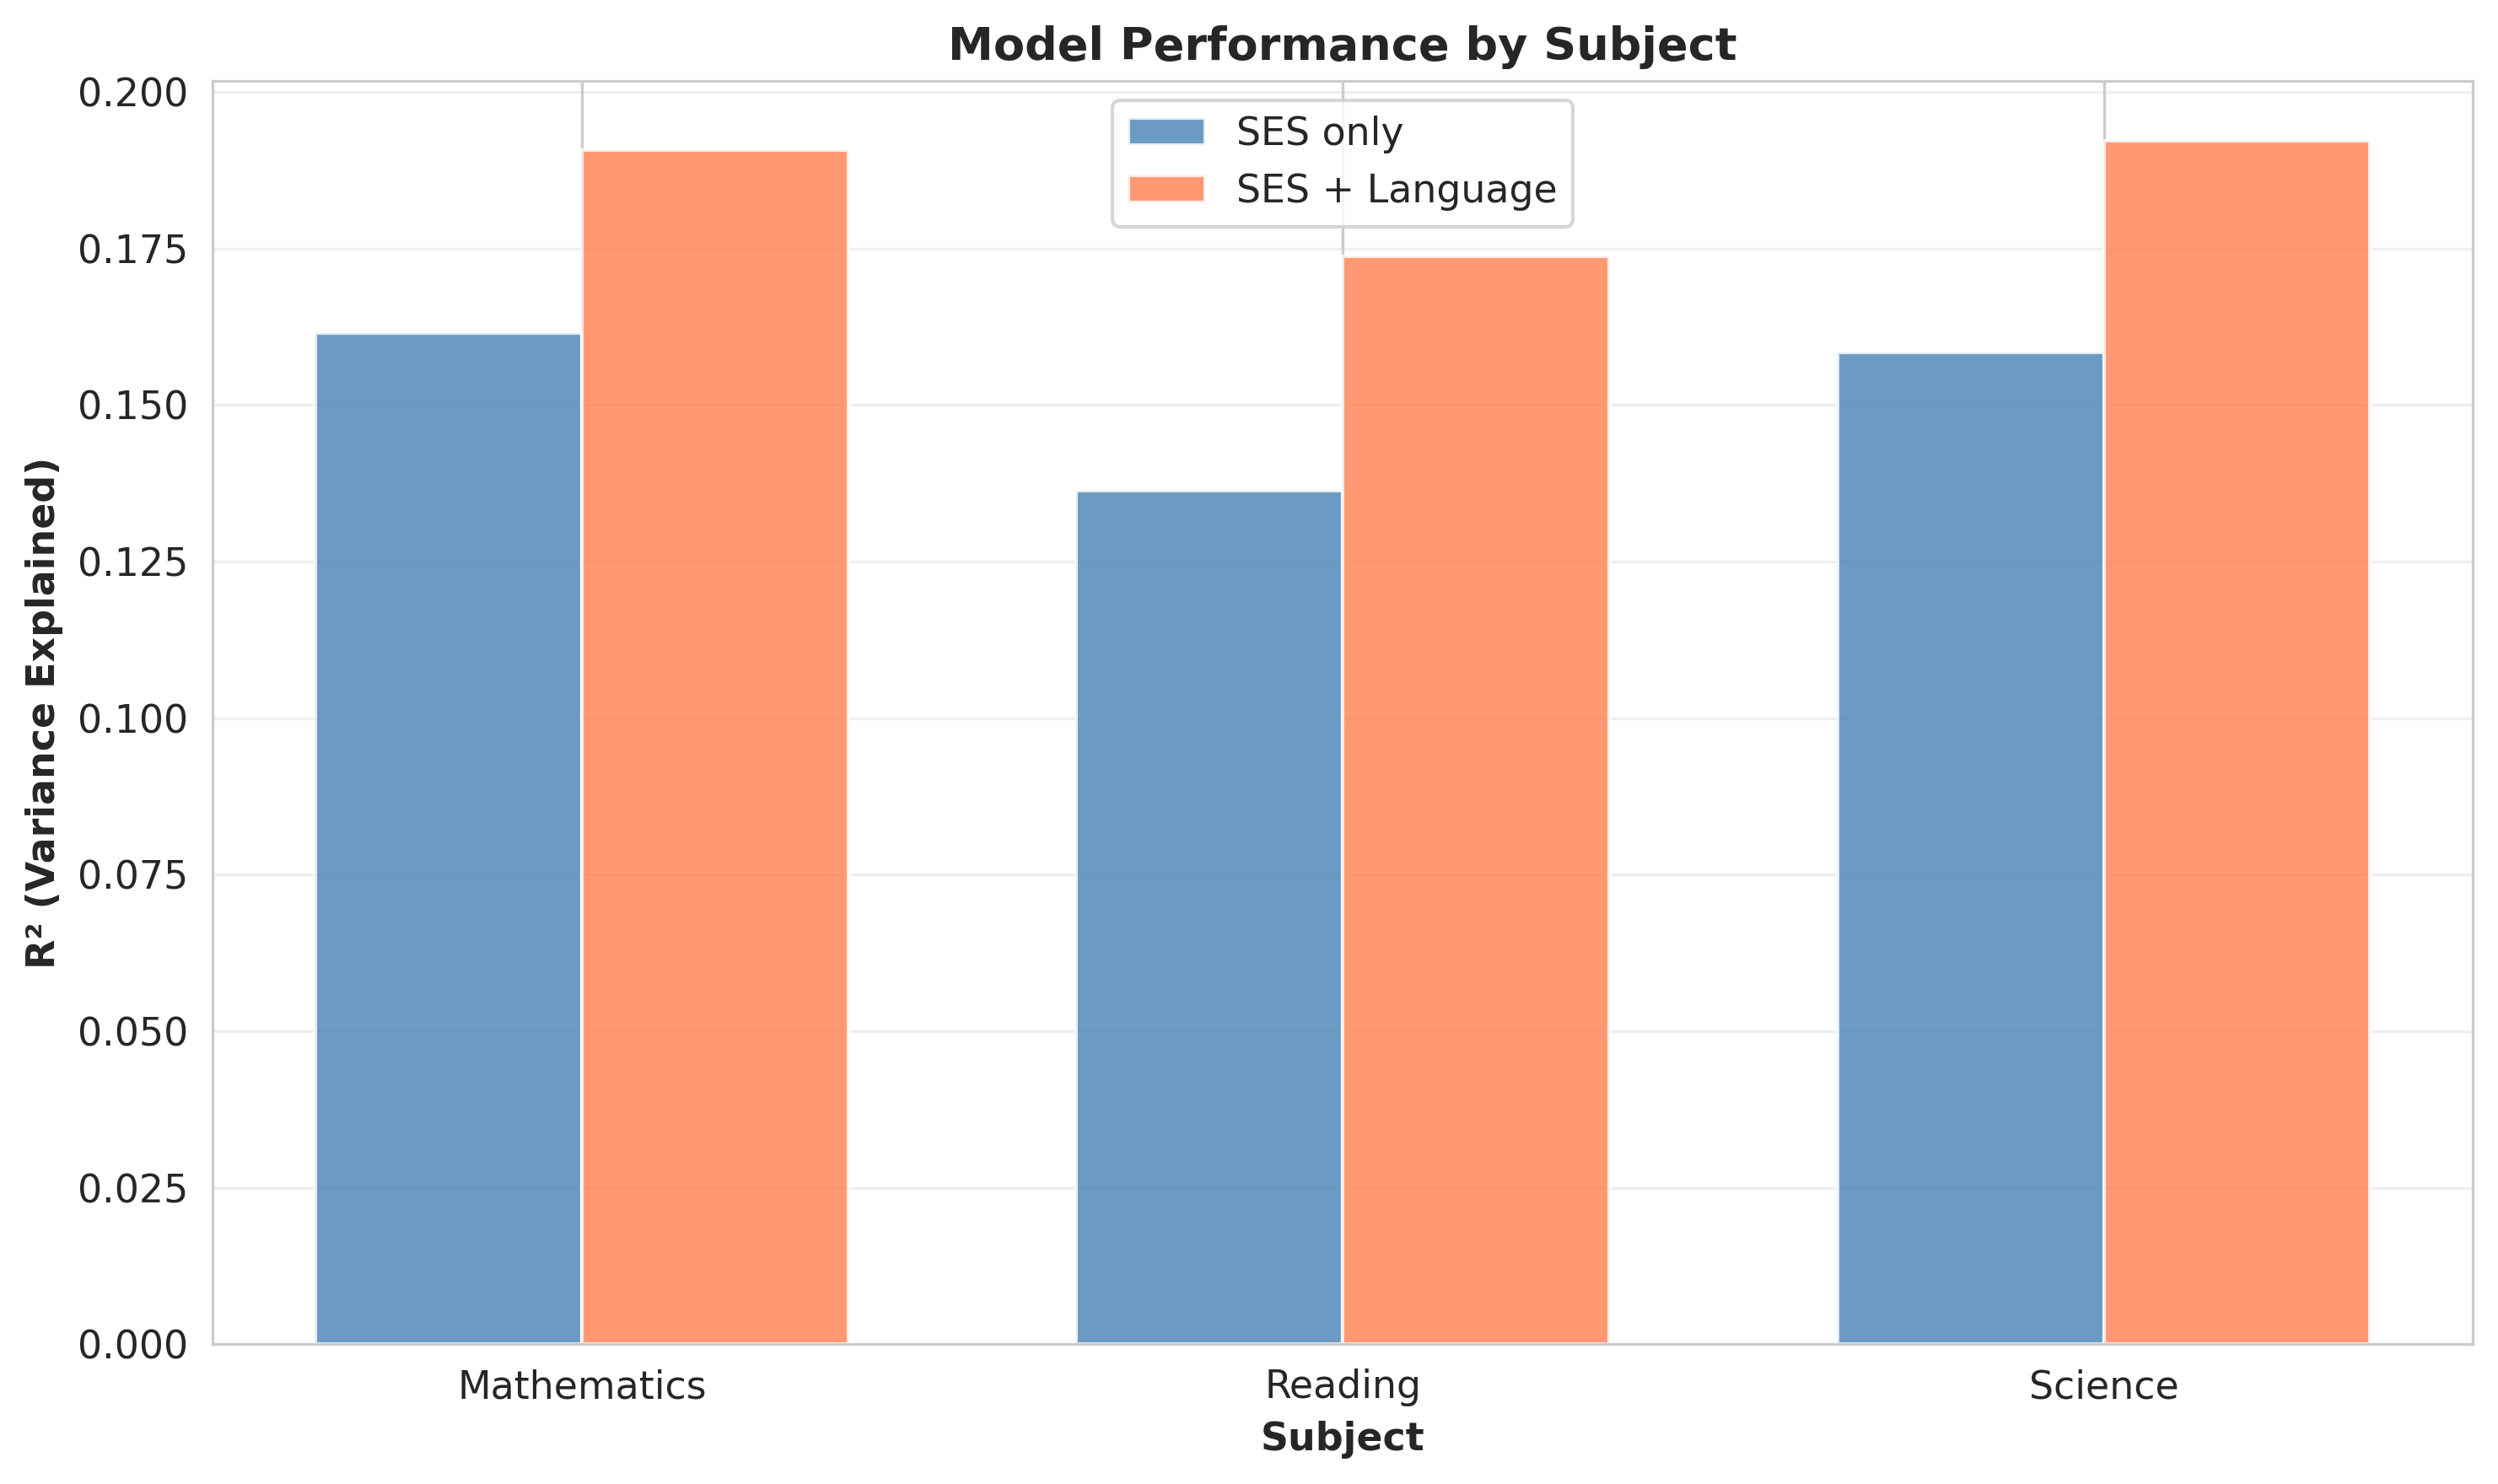 Model Performance by Subject
SES only
SES + Language
R² (Variance Explained)
0.200
0.175
0.150
0.125
0.100
0.075
0.050
0.025
0.000
Mathematics
Reading
Science
Subject